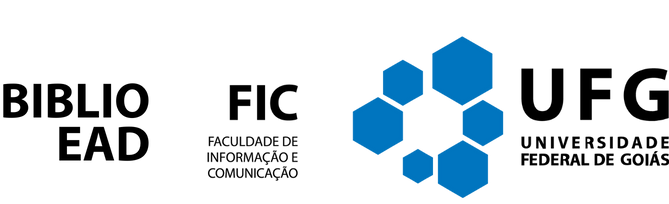 BIBLIO
EAD
FIC
FACULDADE DE
INFORMAÇÃO E
COMUNICAÇÃO
UFG
UNIVERSIDADE
FEDERAL DE GOIÁS